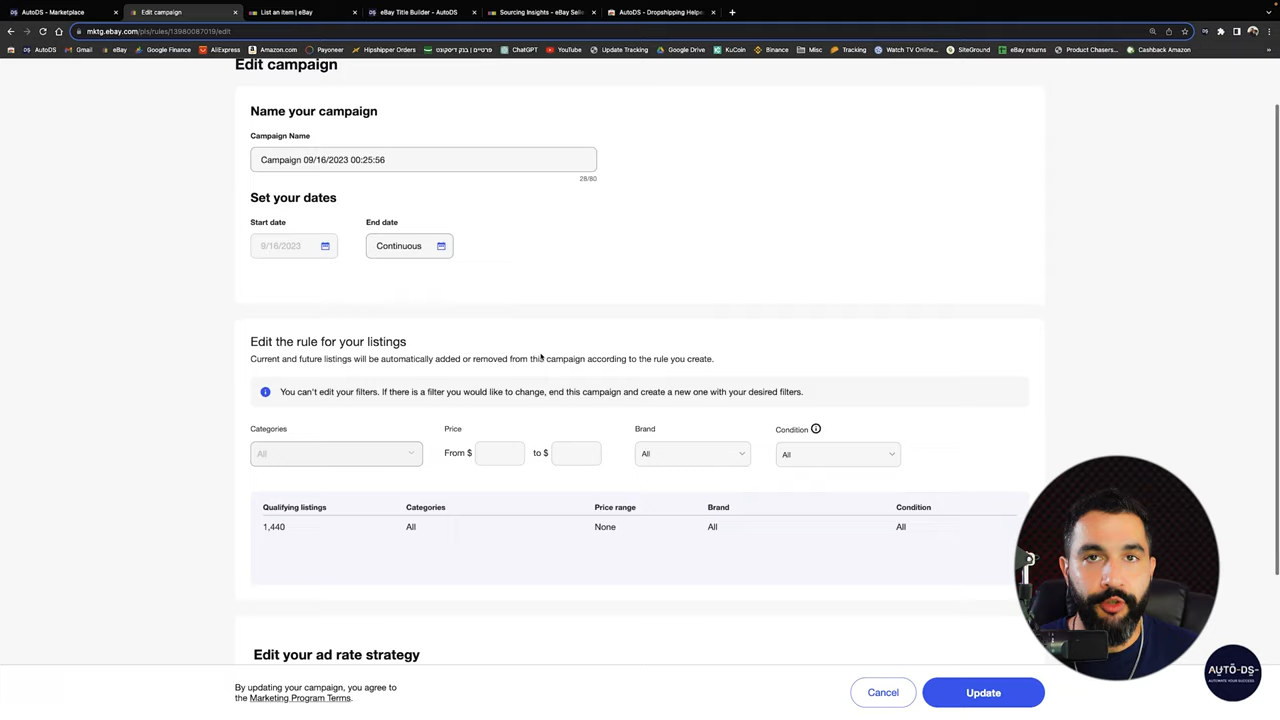 AutoDS - Marketplace
Edit campaign
List an item | eBay
eBay Title Builder - AutoDS
Sourcing Insights - eBay Selle
AutoDS - Dropshipping Helpe
mktg.ebay.com/pls/rules/13980087019/edit
AutoDS
Gmail
eBay
Google Finance
AliExpress
Amazon.com
Payoneer
Hipshipper Orders
פרטיים | בנק דיסקונט
ChatGPT
YouTube
Update Tracking
Google Drive
KuCoin
Binance
Misc
Tracking
Watch TV Online...
SiteGround
eBay returns
Product Chasers...
Cashback Amazon
Edit campaign
Name your campaign
Campaign Name
Campaign 09/16/2023 00:25:56
28/80
Set your dates
Start date
End date
9/16/2023
Continuous
Edit the rule for your listings
Current and future listings will be automatically added or removed from this campaign according to the rule you create.
You can't edit your filters. If there is a filter you would like to change, end this campaign and create a new one with your desired filters.
Categories
Price
Brand
Condition
All
From $
to $
All
All
Qualifying listings
Categories
Price range
Brand
Condition
1,440
All
None
All
All
Edit your ad rate strategy
By updating your campaign, you agree to
the Marketing Program Terms.
Cancel
Update
AUTO-DS
AUTOMATE YOUR SUCCESS